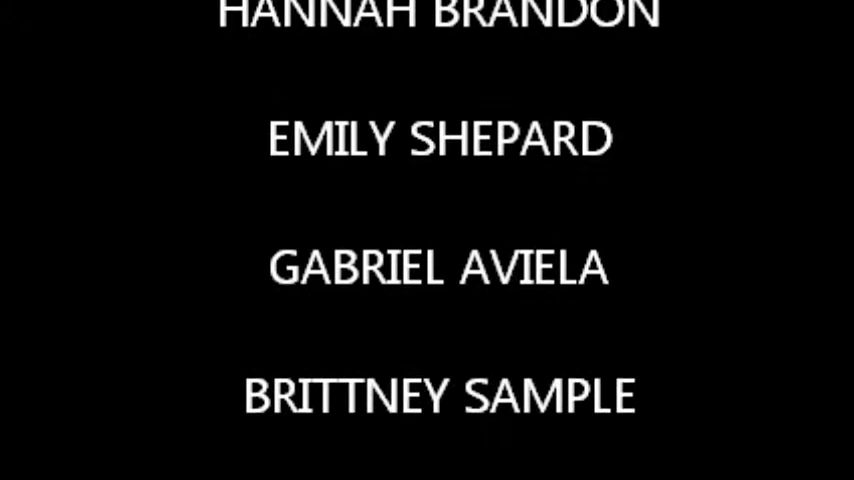 HANNAH BRANDON
EMILY SHEPARD
GABRIEL AVIELA
BRITTNEY SAMPLE